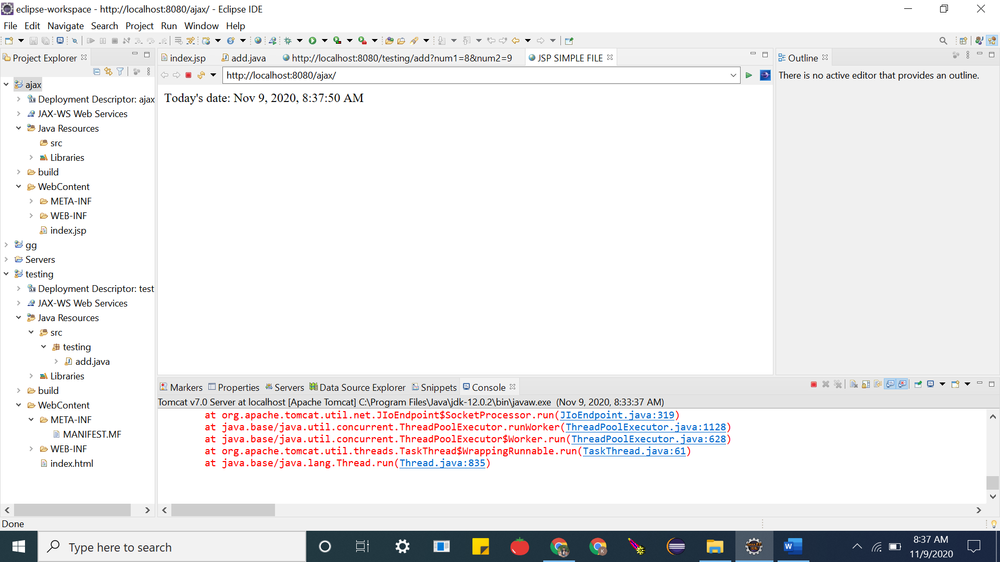 eclipse-workspace - http://localhost:8080/ajax/ - Eclipse IDE
File Edit Navigate Search Project Run Window Help
Project Explorer
ajax
Deployment Descriptor: ajax
JAX-WS Web Services
Java Resources
src
Libraries
build
WebContent
META-INF
WEB-INF
index.jsp
gg
Servers
testing
Deployment Descriptor: test
JAX-WS Web Services
Java Resources
src
testing
add.java
Libraries
build
WebContent
META-INF
MANIFEST.MF
WEB-INF
index.html
index.jsp add.java http://localhost:8080/testing/add?num1=8&num2=9 JSP SIMPLE FILE
http://localhost:8080/ajax/
Today's date: Nov 9, 2020, 8:37:50 AM
Outline
There is no active editor that provides an outline.
Markers Properties Servers Data Source Explorer Snippets Console
Tomcat v7.0 Server at localhost [Apache Tomcat] C:\Program Files\Java\jdk-12.0.2\bin\javaw.exe (Nov 9, 2020, 8:33:37 AM)
at org.apache.tomcat.util.net.JIoEndpoint$SocketProcessor.run(JIoEndpoint.java:319)
at java.base/java.util.concurrent.ThreadPoolExecutor.runWorker(ThreadPoolExecutor.java:1128)
at java.base/java.util.concurrent.ThreadPoolExecutor$Worker.run(ThreadPoolExecutor.java:628)
at org.apache.tomcat.util.threads.TaskThread$WrappingRunnable.run(TaskThread.java:61)
at java.base/java.lang.Thread.run(Thread.java:835)
Done
Type here to search
8:37 AM
11/9/2020